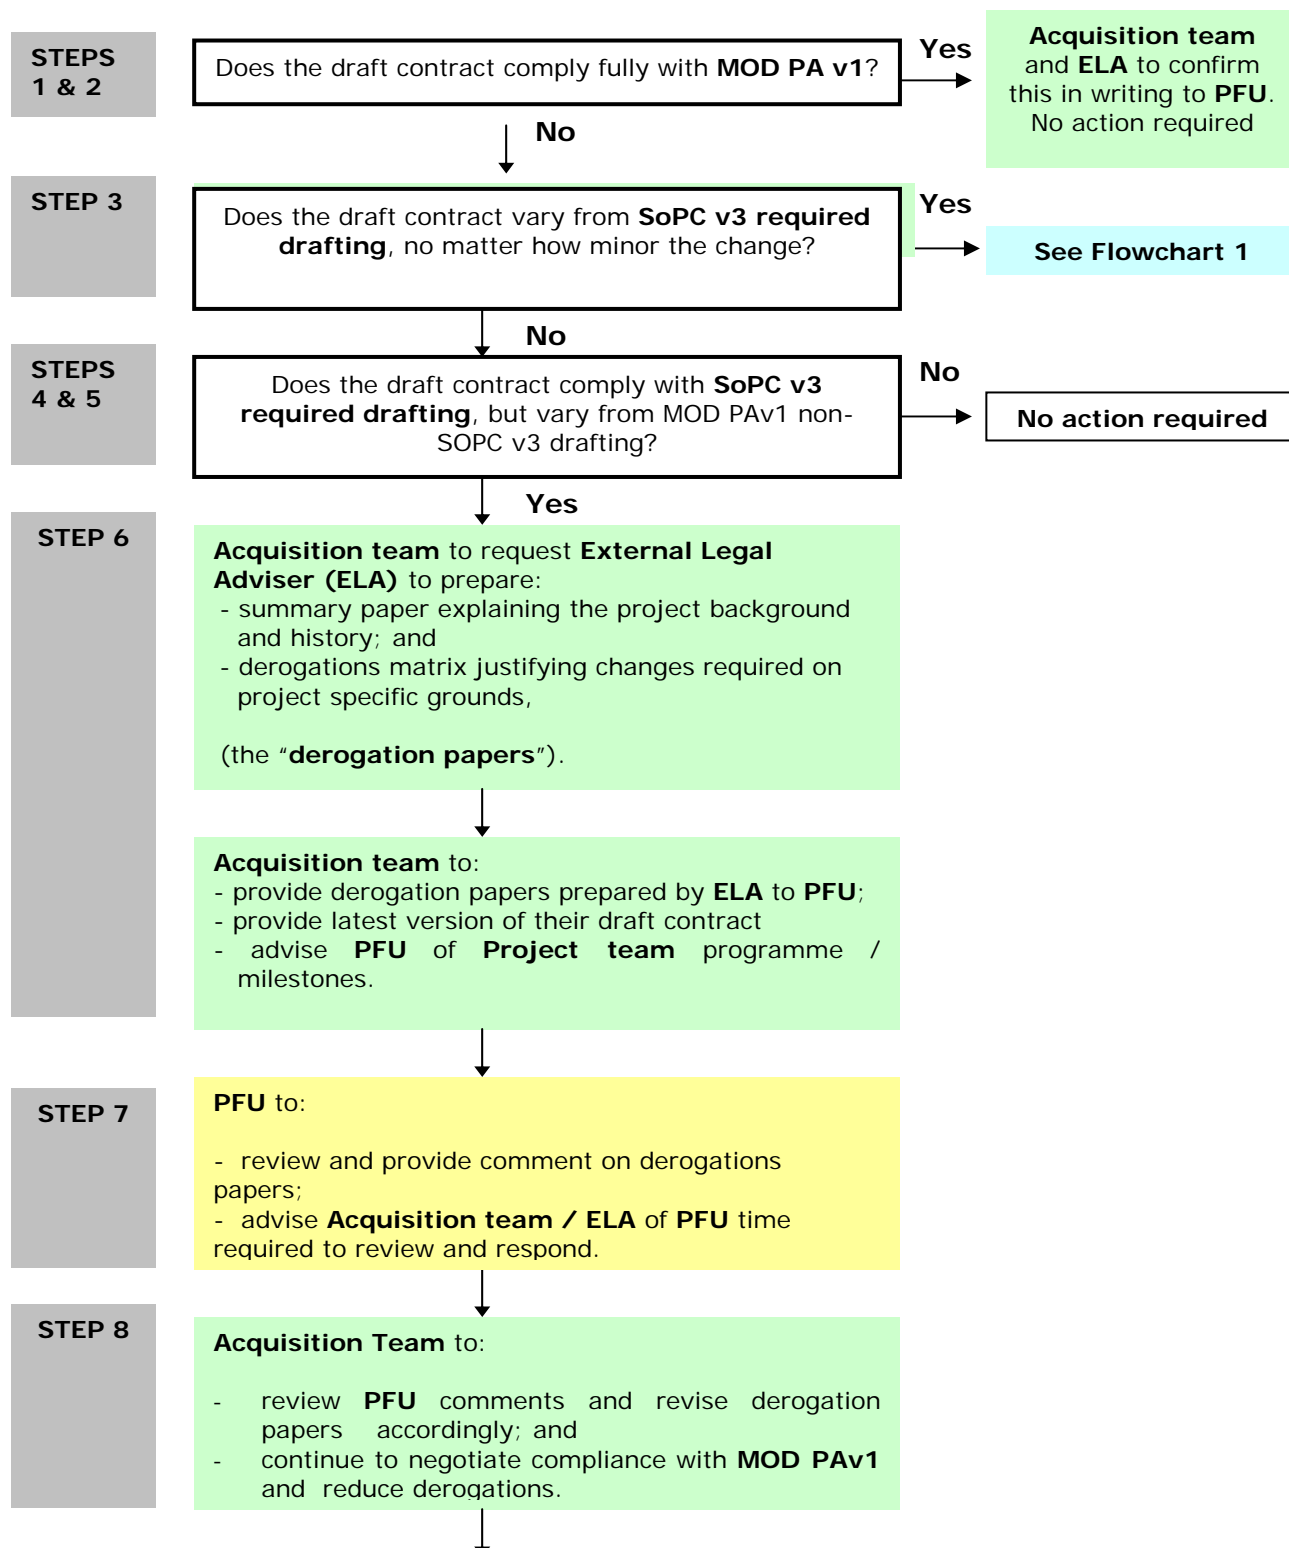 STEPS
1 & 2
Does the draft contract comply fully with MOD PA v1?
Yes
Acquisition team
and ELA to confirm
this in writing to PFU.
No action required
No
STEP 3
Does the draft contract vary from SoPC v3 required
drafting, no matter how minor the change?
Yes
See Flowchart 1
No
STEPS
4 & 5
Does the draft contract comply with SoPC v3
required drafting, but vary from MOD PAv1 non-
SOPC v3 drafting?
No
No action required
Yes
STEP 6
Acquisition team to request External Legal
Adviser (ELA) to prepare:
- summary paper explaining the project background
and history; and
- derogations matrix justifying changes required on
project specific grounds,
(the “derogation papers”).
Acquisition team to:
- provide derogation papers prepared by ELA to PFU;
- provide latest version of their draft contract
- advise PFU of Project team programme /
milestones.
STEP 7
PFU to:
- review and provide comment on derogations
papers;
- advise Acquisition team / ELA of PFU time
required to review and respond.
STEP 8
Acquisition Team to:
- review PFU comments and revise derogation
papers accordingly; and
- continue to negotiate compliance with MOD PAv1
and reduce derogations.